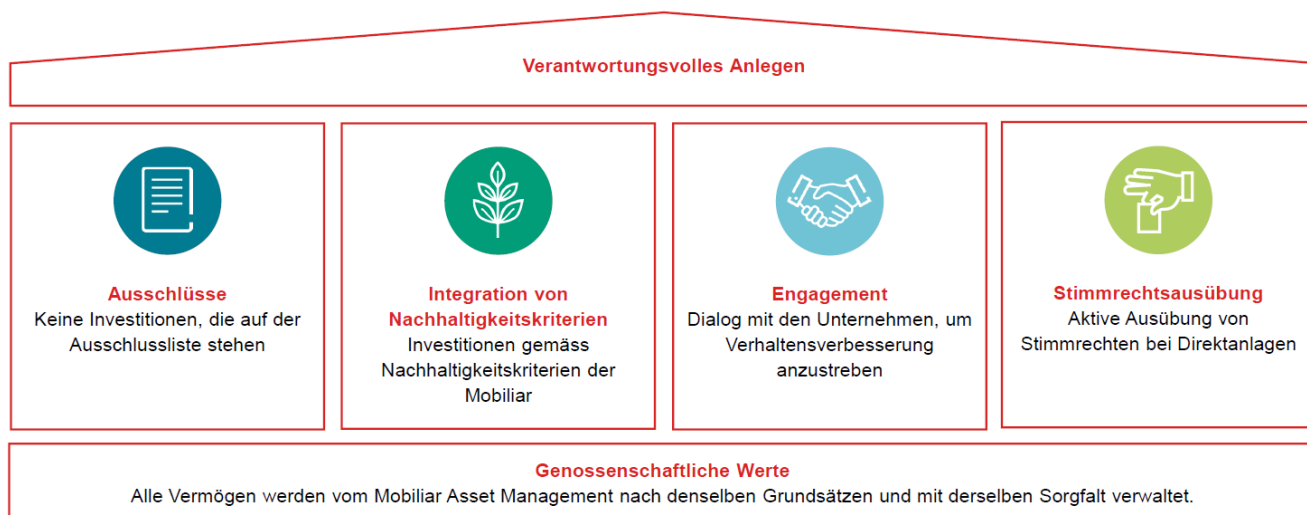 Verantwortungsvolles Anlegen
Ausschlüsse
Keine Investitionen, die auf der
Ausschlussliste stehen
Integration von
Nachhaltigkeitskriterien
Investitionen gemäss
Nachhaltigkeitskriterien der
Mobiliar
Engagement
Dialog mit den Unternehmen, um
Verhaltensverbesserung
anzustreben
Stimmrechtsausübung
Aktive Ausübung von
Stimmrechten bei Direktanlagen
Genossenschaftliche Werte
Alle Vermögen werden vom Mobiliar Asset Management nach denselben Grundsätzen und mit derselben Sorgfalt verwaltet.